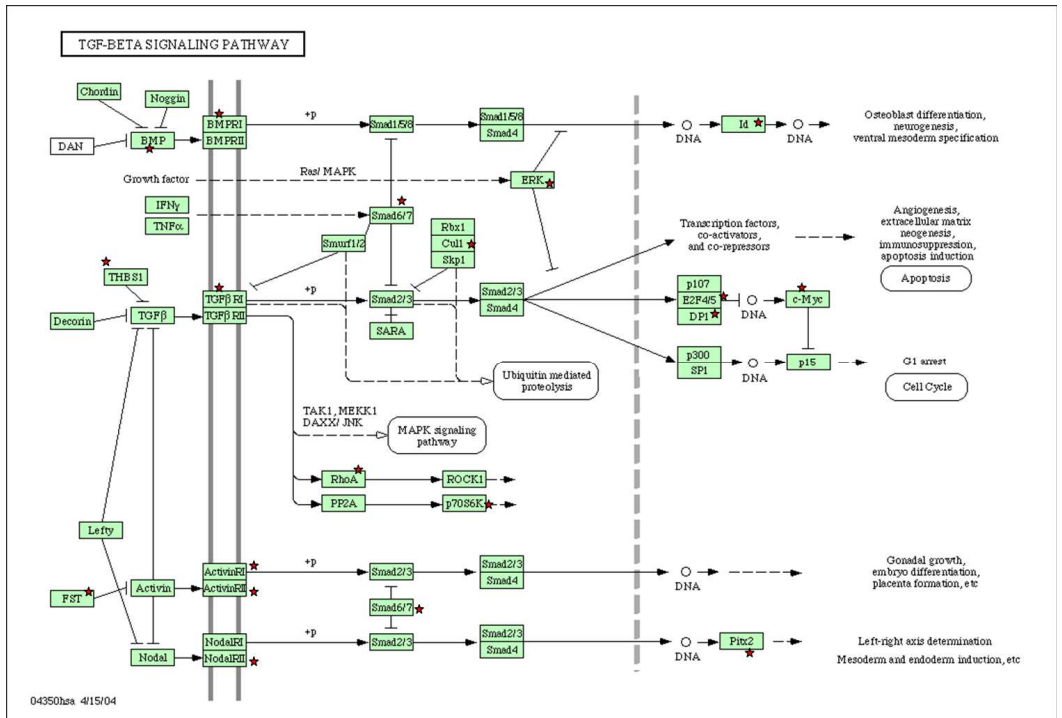 TGF-BETA SIGNALING PATHWAY
Chordin
Noggin
DAN
BMP
BMPRI
BMPRII
+p
Smad1/5/8
Smad1/5/8
Smad4
DNA
Id
DNA
Osteoblast differentiation,
neurogenesis,
ventral mesoderm specification
Growth factor
Ras/ MAPK
ERK
IFNγ
TNFα
Smad6/7
Smurf1/2
Rbx1
Cul1
Skp1
Transcription factors,
co-activators,
and co-repressors
Angiogenesis,
extracellular matrix
neogenesis,
immunosuppression,
apoptosis induction
Apoptosis
THBS1
Decorin
TGFβ
TGFβ RI
TGFβ RII
+p
Smad2/3
SARA
Smad2/3
Smad4
p107
E2F4/5
DP1
DNA
c-Myc
p300
SP1
DNA
p15
G1 arrest
Cell Cycle
Ubiquitin mediated
proteolysis
TAK1, MEKK1
DAXX/ JNK
MAPK signaling
pathway
RhoA
ROCK1
PP2A
p70S6K
Lefty
FST
Activin
ActivinRI
ActivinRII
+p
Smad2/3
Smad2/3
Smad4
DNA
Gonadal growth,
embryo differentiation,
placenta formation, etc
Smad6/7
Nodal
NodalRI
NodalRII
+p
Smad2/3
Smad2/3
Smad4
DNA
Pitx2
Left-right axis determination
Mesoderm and endoderm induction, etc
04350hsa 4/15/04